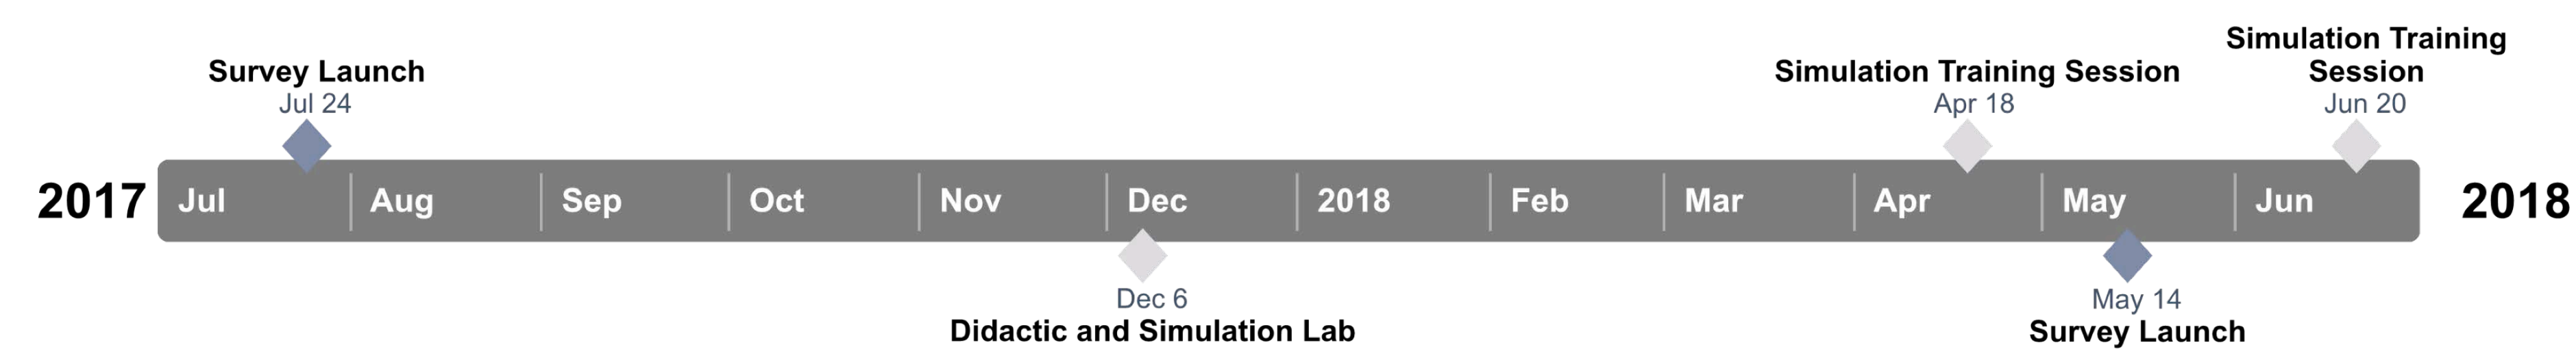 Survey Launch
Jul 24
Simulation Training Session
Apr 18
Simulation Training
Session
Jun 20
2017 Jul Aug Sep Oct Nov Dec 2018 Feb Mar Apr May Jun 2018
Dec 6
Didactic and Simulation Lab
May 14
Survey Launch